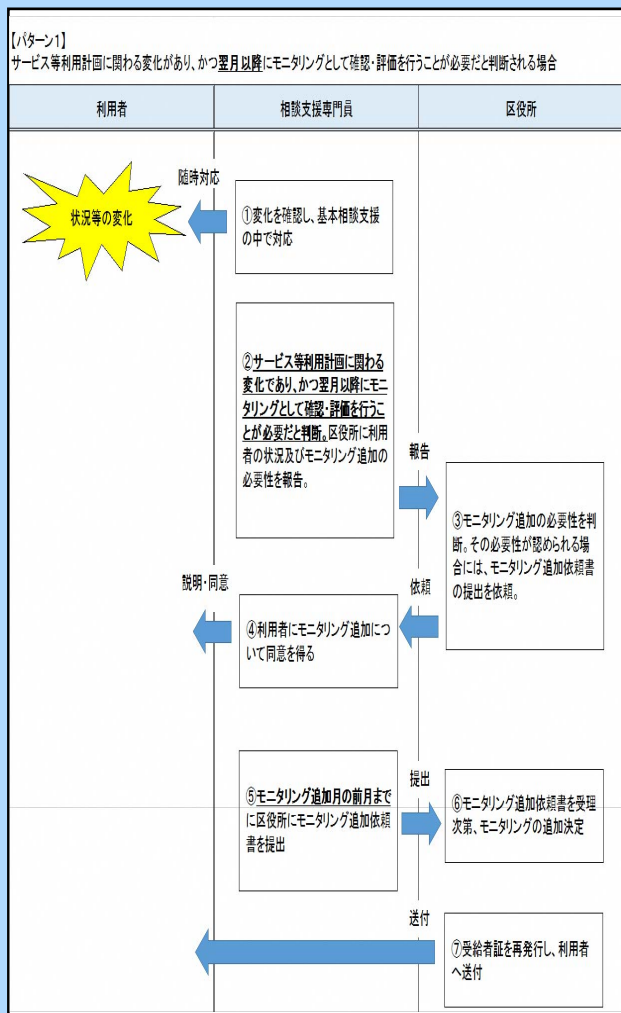 【パターン1】
サービス等利用計画に関わる変化があり、かつ翌月以降にモニタリングとして確認・評価を行うことが必要だと判断される場合
利用者
相談支援専門員
区役所
随時対応
状況等の変化
①変化を確認し、基本相談支援
の中で対応
②サービス等利用計画に関わる
変化であり、かつ翌月以降にモニ
タリングとして確認・評価を行うこ
とが必要だと判断。区役所に利用
者の状況及びモニタリング追加の
必要性を報告。
報告
③モニタリング追加の必要性を判
断。その必要性が認められる場
合には、モニタリング追加依頼書
の提出を依頼。
説明・同意
依頼
④利用者にモニタリング追加につ
いて同意を得る
提出
⑤モニタリング追加月の前月まで
に区役所にモニタリング追加依頼
書を提出
⑥モニタリング追加依頼書を受理
次第、モニタリングの追加決定
送付
⑦受給者証を再発行し、利用者
へ送付